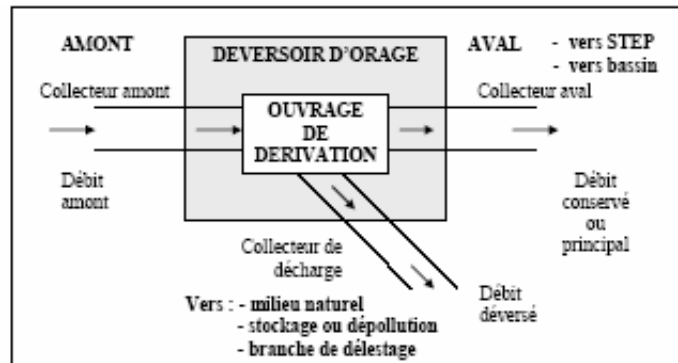 AMONT
DEVERSOIR D'ORAGE
AVAL - vers STEP
- vers bassin
Collecteur amont
Collecteur aval
OUVRAGE
DE
DERIVATION
Débit
amont
Débit
conservé
ou
principal
Collecteur de
décharge
Débit
déversé
Vers : - milieu naturel
- stockage ou dépollution
- branche de délestage